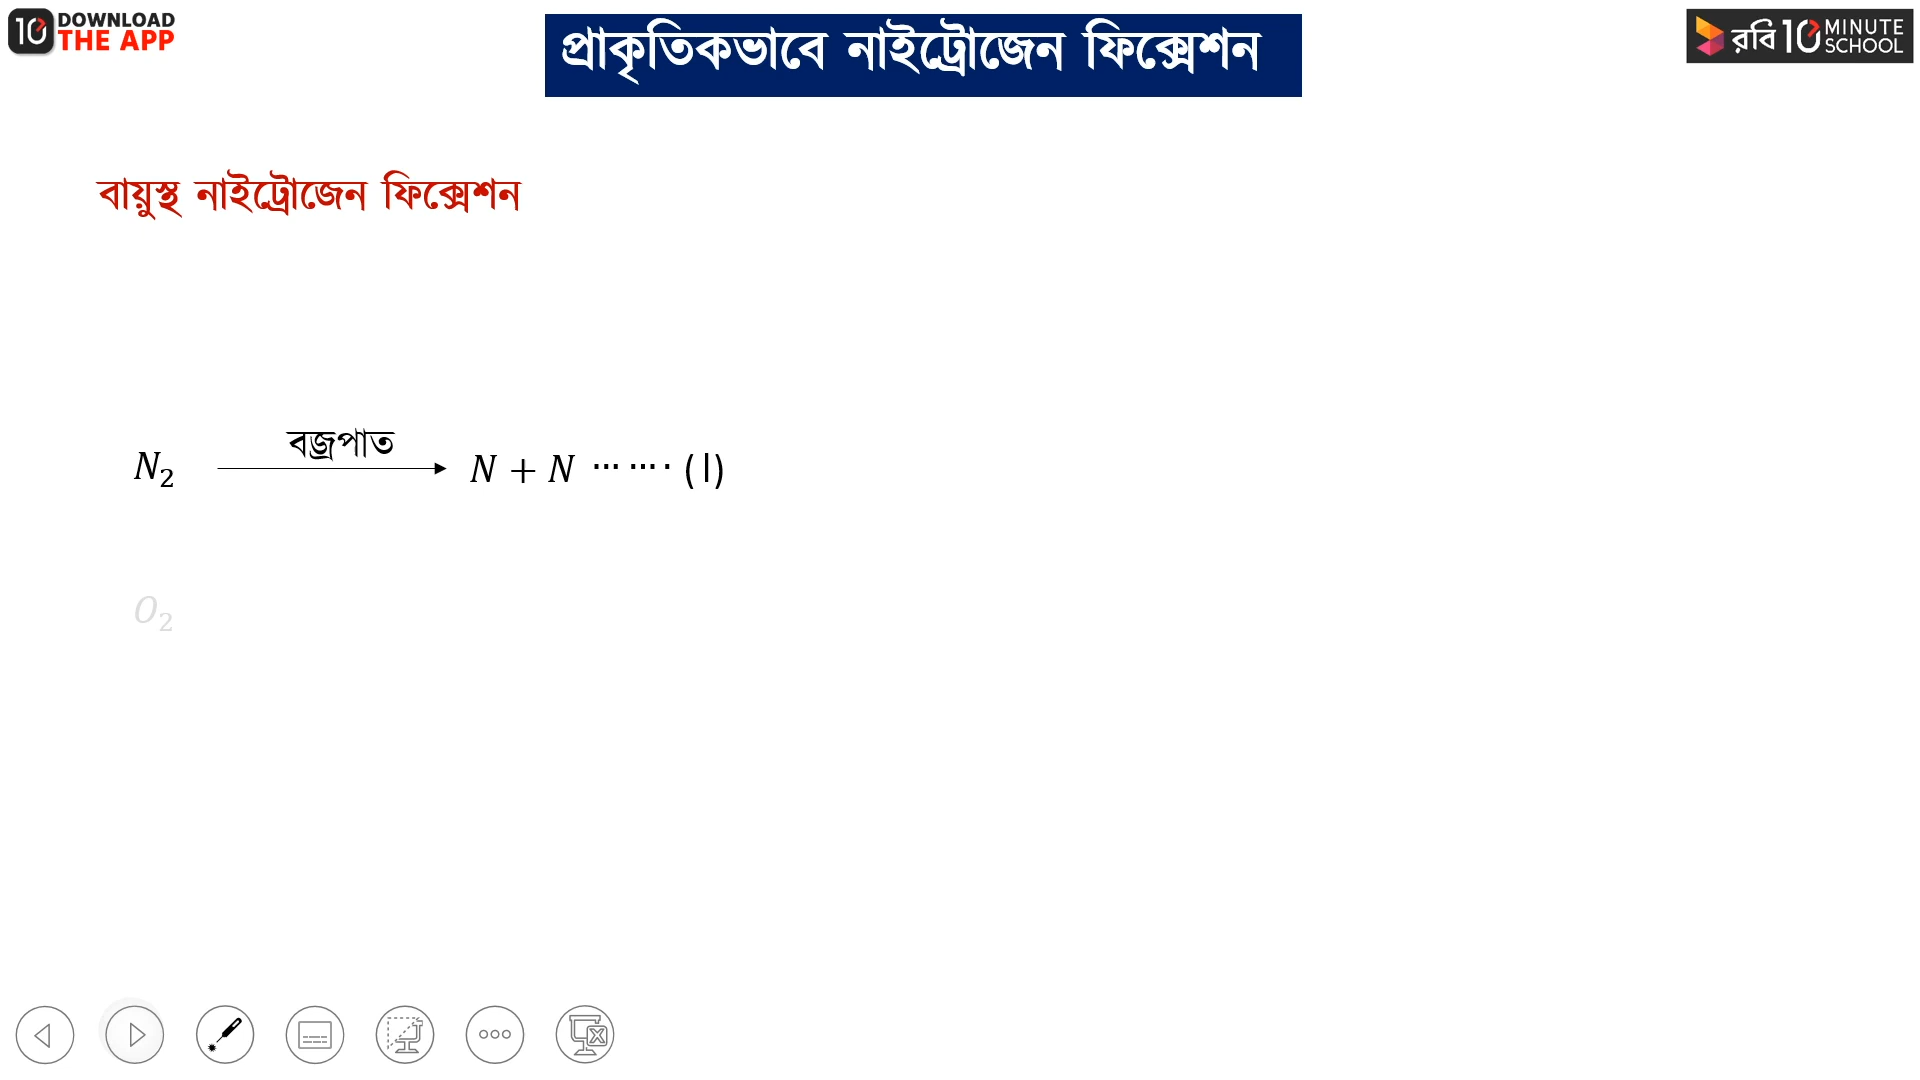 10 DOWNLOAD THE APP
প্রাকৃতিকভাবে নাইট্রোজেন ফিক্সেশন
রবি 10 MINUTE SCHOOL
বায়ুস্থ নাইট্রোজেন ফিক্সেশন
N₂ বজ্রপাত → N + N ⋯ ⋯ · (।)
O₂